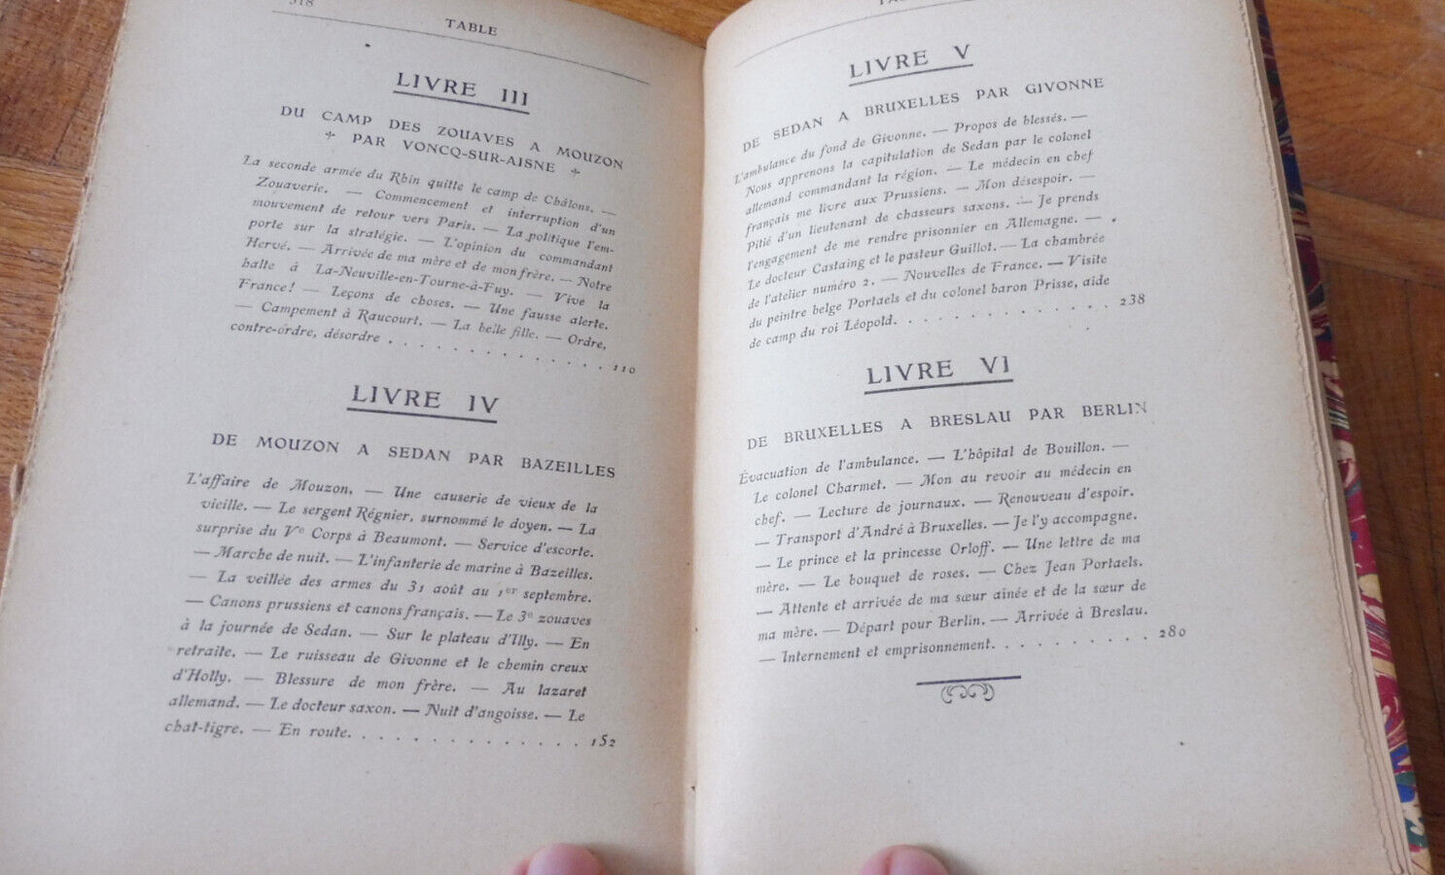 318
TABLE
LIVRE III
DU CAMP DES ZOUAVES A MOUZON
PAR VONCQ-SUR-AISNE
La seconde armée du Rhin quitte le camp de Châlons. —
Zouaverie. — Commencement et interruption d'un
mouvement de retour vers Paris. — La politique l'em-
porte sur la stratégie. — L'opinion du commandant
Hervé. — Arrivée de ma mère et de mon frère. — Notre
halte à La-Neuville-en-Tourne-à-Fuy. — Vive la
France! — Leçons de choses. — Une fausse alerte.
— Campement à Raucourt. — La belle fille. — Ordre,
contre-ordre, désordre . . . . . . . . . . . . . 110
LIVRE IV
DE MOUZON A SEDAN PAR BAZEILLES
L'affaire de Mouzon. — Une causerie de vieux de la
vieille. — Le sergent Régnier, surnommé le doyen. — La
surprise du Ve Corps à Beaumont. — Service d'escorte.
— Marche de nuit. — L'infanterie de marine à Bazeilles.
— La veillée des armes du 31 août au 1er septembre.
— Canons prussiens et canons français. — Le 3e zouaves
à la journée de Sedan. — Sur le plateau d'Illy. — En
retraite. — Le ruisseau de Givonne et le chemin creux
d'Holly. — Blessure de mon frère. — Au lazaret
allemand. — Le docteur saxon. — Nuit d'angoisse. — Le
chat-tigre. — En route. . . . . . . . . . . . . . 152
LIVRE V
DE SEDAN A BRUXELLES PAR GIVONNE
L'ambulance du fond de Givonne. — Propos de blessés. —
Nous apprenons la capitulation de Sedan par le colonel
allemand commandant la région. — Le médecin en chef
français me livre aux Prussiens. — Mon désespoir. —
Pitié d'un lieutenant de chasseurs saxons. — Je prends
l'engagement de me rendre prisonnier en Allemagne. —
Le docteur Castaing et le pasteur Guillot. — La chambrée
de l'atelier numéro 2. — Nouvelles de France. — Visite
du peintre belge Portaels et du colonel baron Prisse, aide
de camp du roi Léopold. . . . . . . . . . . . . 238
LIVRE VI
DE BRUXELLES A BRESLAU PAR BERLIN
Évacuation de l'ambulance. — L'hôpital de Bouillon. —
Le colonel Charmet. — Mon au revoir au médecin en
chef. — Lecture de journaux. — Renouveau d'espoir.
— Transport d'André à Bruxelles. — Je l'y accompagne.
— Le prince et la princesse Orloff. — Une lettre de ma
mère. — Le bouquet de roses. — Chez Jean Portaels.
— Attente et arrivée de ma sœur aînée et de la sœur de
ma mère. — Départ pour Berlin. — Arrivée à Breslau.
— Internement et emprisonnement. . . . . . . . . 280